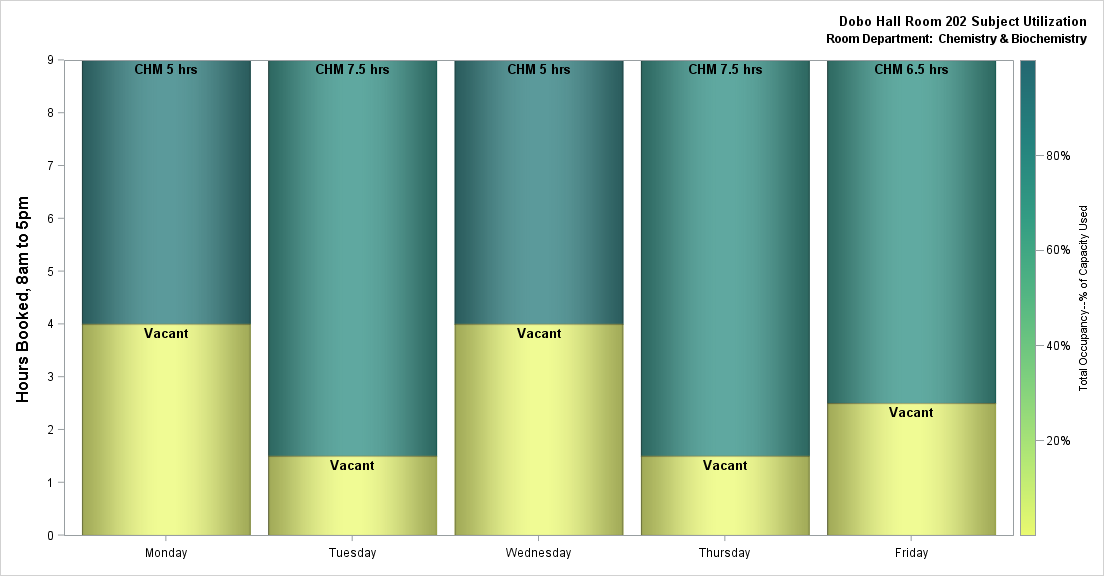 Dobo Hall Room 202 Subject Utilization
Room Department: Chemistry & Biochemistry
Hours Booked, 8am to 5pm
9
8
7
6
5
4
3
2
1
0
CHM 5 hrs
CHM 7.5 hrs
CHM 5 hrs
CHM 7.5 hrs
CHM 6.5 hrs
Vacant
Vacant
Vacant
Vacant
Vacant
Monday
Tuesday
Wednesday
Thursday
Friday
80%
60%
40%
20%
Total Occupancy--% of Capacity Used